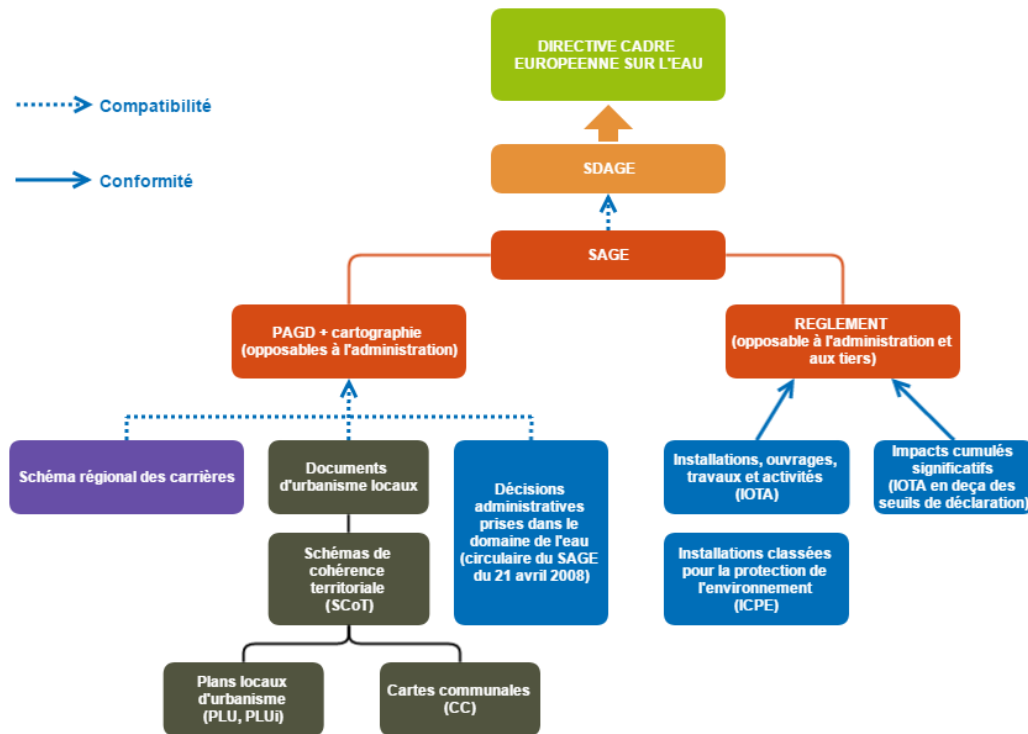 DIRECTIVE CADRE
EUROPEENNE SUR L'EAU
Compatibilité
SDAGE
Conformité
SAGE
PAGD + cartographie
(opposables à l'administration)
REGLEMENT
(opposable à l'administration et
aux tiers)
Schéma régional des carrières
Documents
d'urbanisme locaux
Décisions
administratives
prises dans le
domaine de l'eau
(circulaire du SAGE
du 21 avril 2008)
Installations, ouvrages,
travaux et activités
(IOTA)
Impacts cumulés
significatifs
(IOTA en deça des
seuils de déclaration)
Schémas de
cohérence
territoriale
(SCoT)
Installations classées
pour la protection de
l'environnement
(ICPE)
Plans locaux
d'urbanisme
(PLU, PLUi)
Cartes communales
(CC)